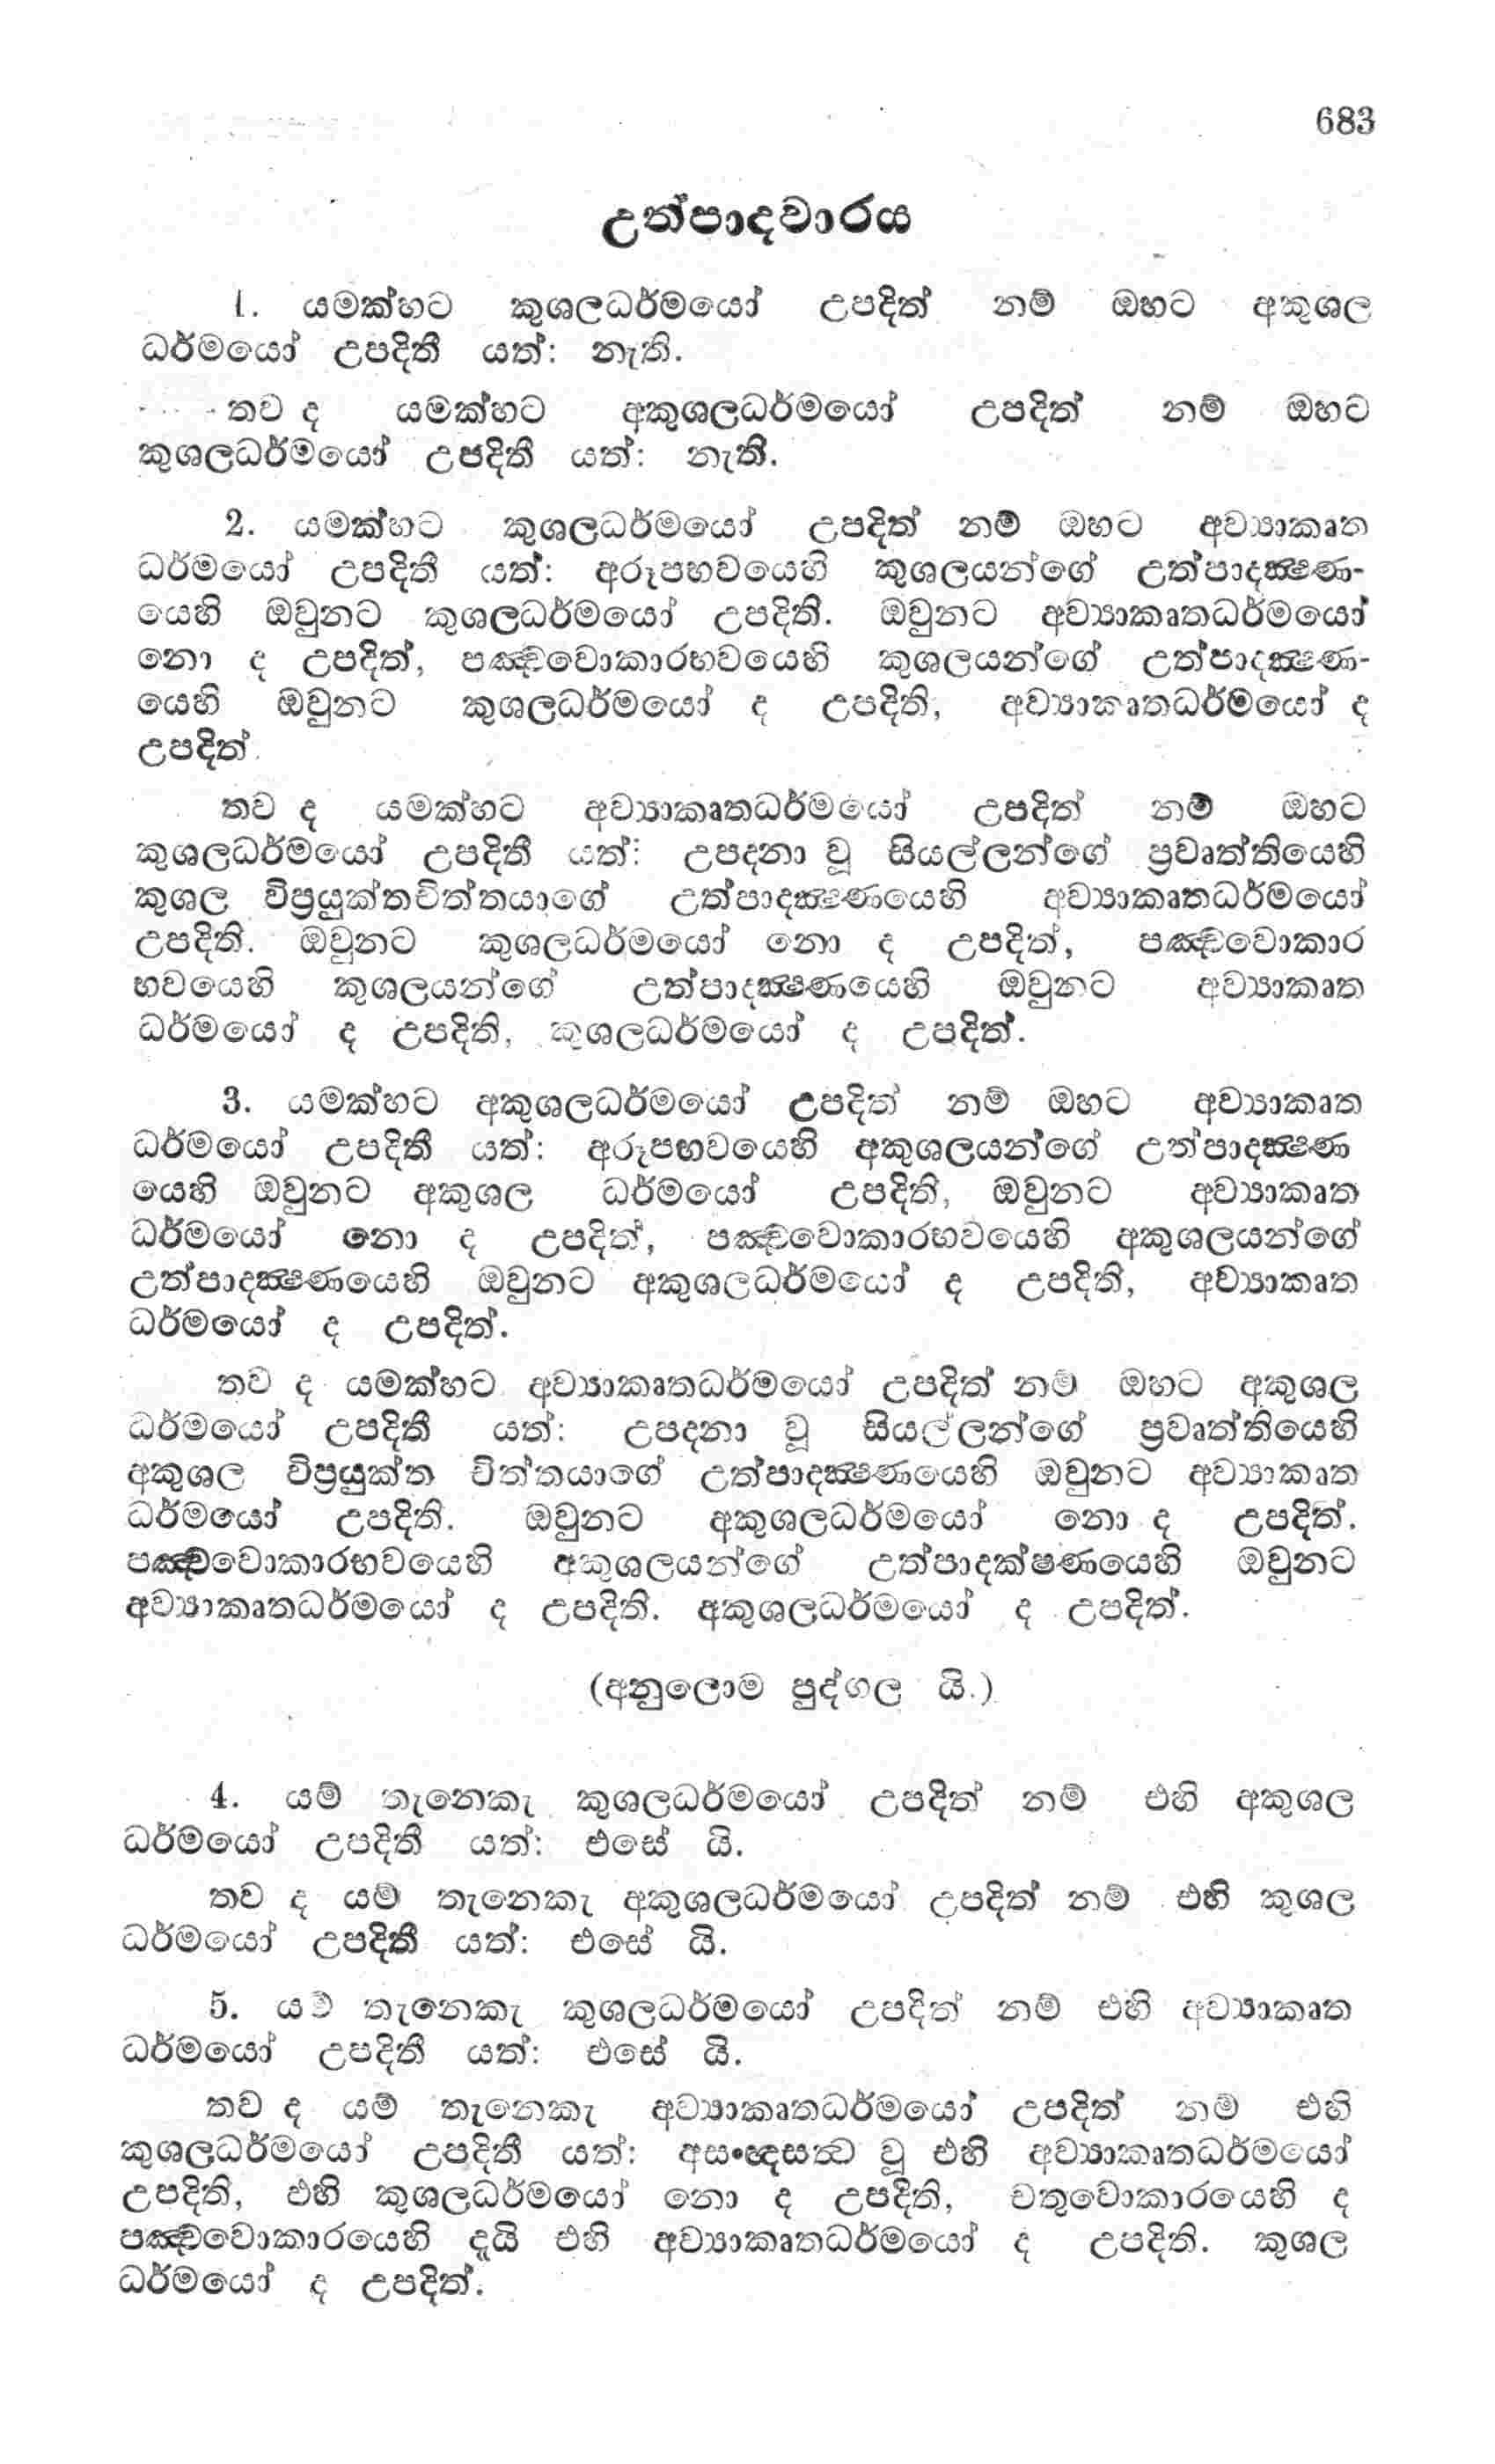 683
උත්පාදවාරය
1. යමක්හට කුශලධර්මයෝ උපදිත් නම් ඔහට අකුශල
ධර්මයෝ උපදිතී යත්: නැති.
තව ද යමක්හට අකුශලධර්මයෝ උපදිත් නම් ඔහට
කුශලධර්මයෝ උපදිතී යත්: නැති.
2. යමක්හට කුශලධර්මයෝ උපදිත් නම් ඔහට අව්‍යාකෘත
ධර්මයෝ උපදිතී යත්: අරූපභවයෙහි කුශලයන්ගේ උත්පාදක්‍ෂණ-
යෙහි ඔවුනට කුශලධර්මයෝ උපදිති. ඔවුනට අව්‍යාකෘතධර්මයෝ
නො ද උපදිත්, පඤ්චවොකාරභවයෙහි කුශලයන්ගේ උත්පාදක්‍ෂණ-
යෙහි ඔවුනට කුශලධර්මයෝ ද උපදිති, අව්‍යාකෘතධර්මයෝ ද
උපදිත්.
තව ද යමක්හට අව්‍යාකෘතධර්මයෝ උපදිත් නම් ඔහට
කුශලධර්මයෝ උපදිතී යත්: උපදනා වූ සියල්ලන්ගේ ප්‍රවෘත්තියෙහි
කුශල විප්‍රයුක්තචිත්තයාගේ උත්පාදක්‍ෂණයෙහි අව්‍යාකෘතධර්මයෝ
උපදිති. ඔවුනට කුශලධර්මයෝ නො ද උපදිත්, පඤ්චවොකාර
භවයෙහි කුශලයන්ගේ උත්පාදක්‍ෂණයෙහි ඔවුනට අව්‍යාකෘත
ධර්මයෝ ද උපදිති, කුශලධර්මයෝ ද උපදිත්.
3. යමක්හට අකුශලධර්මයෝ උපදිත් නම් ඔහට අව්‍යාකෘත
ධර්මයෝ උපදිතී යත්: අරූපභවයෙහි අකුශලයන්ගේ උත්පාදක්‍ෂණ
යෙහි ඔවුනට අකුශල ධර්මයෝ උපදිති, ඔවුනට අව්‍යාකෘත
ධර්මයෝ නො ද උපදිත්, පඤ්චවොකාරභවයෙහි අකුශලයන්ගේ
උත්පාදක්‍ෂණයෙහි ඔවුනට අකුශලධර්මයෝ ද උපදිති, අව්‍යාකෘත
ධර්මයෝ ද උපදිත්.
තව ද යමක්හට අව්‍යාකෘතධර්මයෝ උපදිත් නම් ඔහට අකුශල
ධර්මයෝ උපදිතී යත්: උපදනා වූ සියල්ලන්ගේ ප්‍රවෘත්තියෙහි
අකුශල විප්‍රයුක්ත චිත්තයාගේ උත්පාදක්‍ෂණයෙහි ඔවුනට අව්‍යාකෘත
ධර්මයෝ උපදිති. ඔවුනට අකුශලධර්මයෝ නො ද උපදිත්.
පඤ්චවොකාරභවයෙහි අකුශලයන්ගේ උත්පාදක්ෂණයෙහි ඔවුනට
අව්‍යාකෘතධර්මයෝ ද උපදිති. අකුශලධර්මයෝ ද උපදිත්.
(අනුලොම පුද්ගල යි.)
4. යම් තැනෙකැ කුශලධර්මයෝ උපදිත් නම් එහි අකුශල
ධර්මයෝ උපදිතී යත්: එසේ යි.
තව ද යම් තැනෙකැ අකුශලධර්මයෝ උපදිත් නම් එහි කුශල
ධර්මයෝ උපදිතී යත්: එසේ යි.
5. යම් තැනෙකැ කුශලධර්මයෝ උපදිත් නම් එහි අව්‍යාකෘත
ධර්මයෝ උපදිතී යත්: එසේ යි.
තව ද යම් තැනෙකැ අව්‍යාකෘතධර්මයෝ උපදිත් නම් එහි
කුශලධර්මයෝ උපදිතී යත්: අසංඥසත්‍ව වූ එහි අව්‍යාකෘතධර්මයෝ
උපදිති, එහි කුශලධර්මයෝ නො ද උපදිති, චතුවොකාරයෙහි ද
පඤ්චවොකාරයෙහි දැයි එහි අව්‍යාකෘතධර්මයෝ ද උපදිති. කුශල
ධර්මයෝ ද උපදිත්.